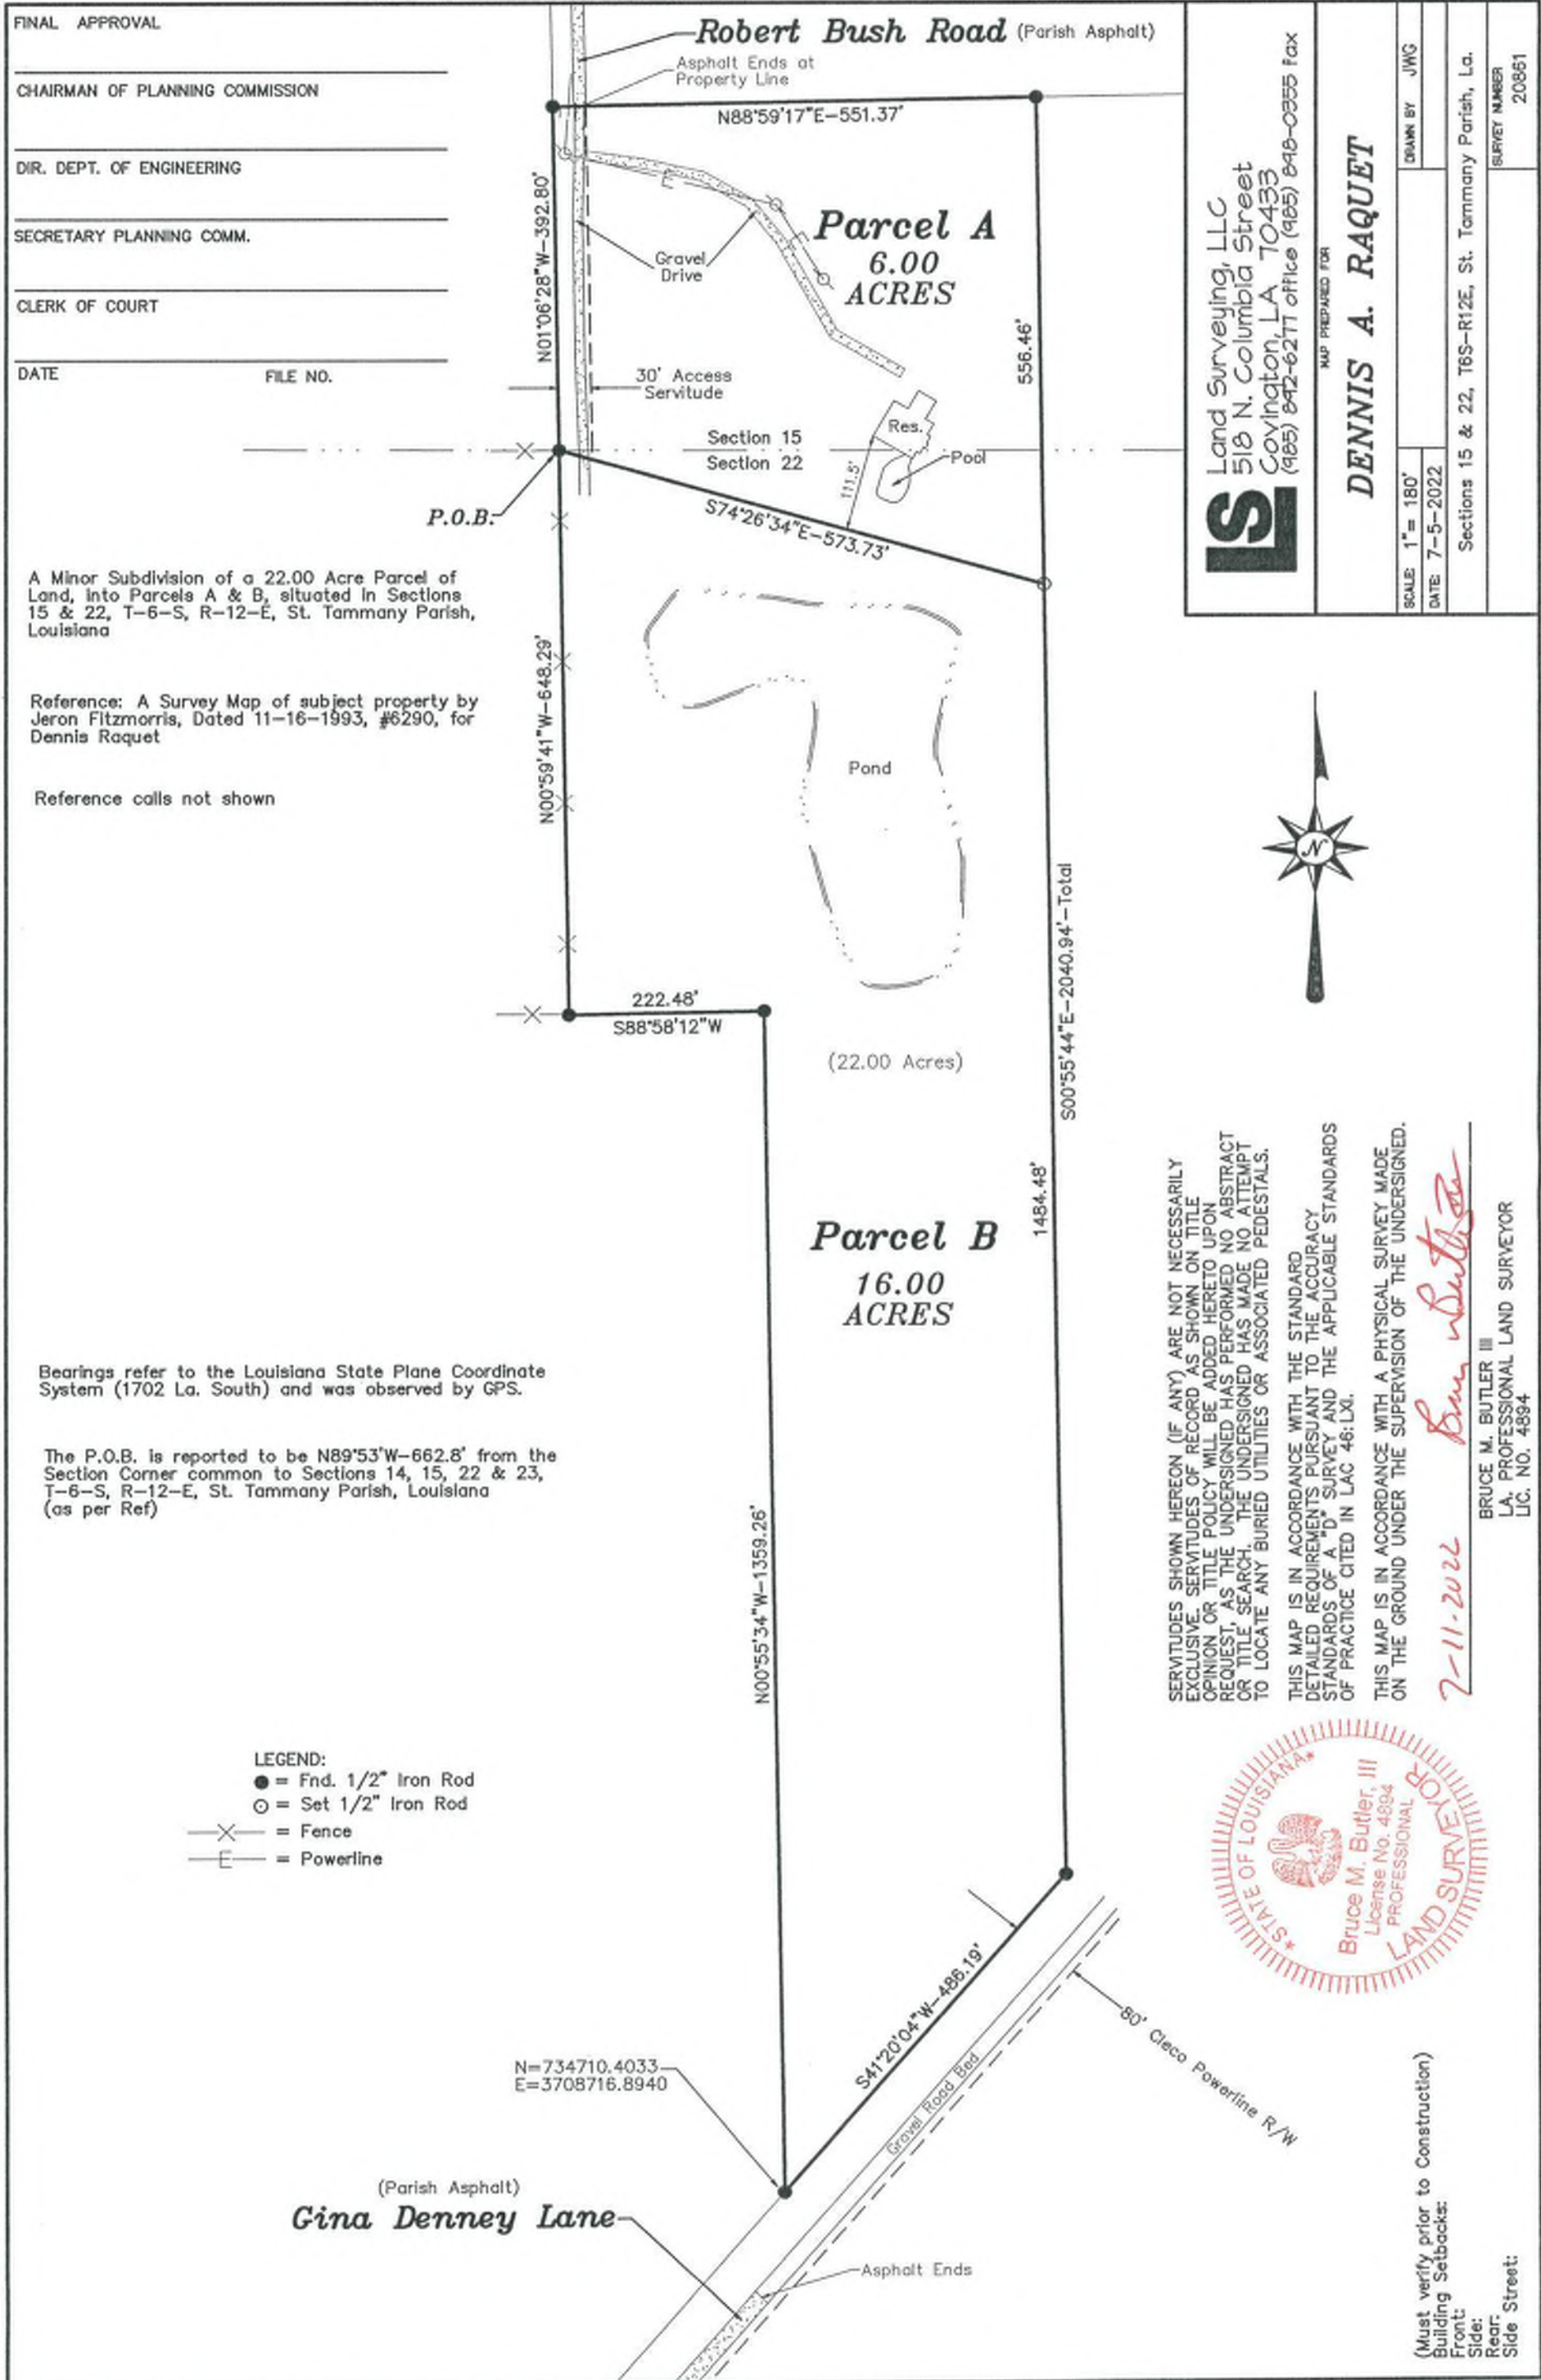 FINAL APPROVAL
CHAIRMAN OF PLANNING COMMISSION
DIR. DEPT. OF ENGINEERING
SECRETARY PLANNING COMM.
CLERK OF COURT
DATE FILE NO.
Robert Bush Road (Parish Asphalt)
Asphalt Ends at
Property Line
N88°59'17"E-551.37'
N01°06'28"W-392.80'
E
Parcel A
6.00
ACRES
Gravel
Drive
E
556.46'
30' Access
Servitude
Section 15
Section 22
Res.
Pool
111.5'
P.O.B.
S74°26'34"E-573.73'
A Minor Subdivision of a 22.00 Acre Parcel of
Land, into Parcels A & B, situated in Sections
15 & 22, T-6-S, R-12-E, St. Tammany Parish,
Louisiana
Reference: A Survey Map of subject property by
Jeron Fitzmorris, Dated 11-16-1993, #6290, for
Dennis Raquet
Reference calls not shown
N00°59'41"W-648.29'
Pond
222.48'
S88°58'12"W
(22.00 Acres)
S00°55'44"E-2040.94'-Total
1484.48'
Parcel B
16.00
ACRES
Bearings refer to the Louisiana State Plane Coordinate
System (1702 La. South) and was observed by GPS.
The P.O.B. is reported to be N89°53'W-662.8' from the
Section Corner common to Sections 14, 15, 22 & 23,
T-6-S, R-12-E, St. Tammany Parish, Louisiana
(as per Ref)
N00°55'34"W-1359.26'
LEGEND:
= Fnd. 1/2" Iron Rod
= Set 1/2" Iron Rod
= Fence
E = Powerline
S41°20'04"W-486.19'
N=734710.4033
E=3708716.8940
Gravel Road Bed
80' Cleco Powerline R/W
(Parish Asphalt)
Gina Denney Lane
Asphalt Ends
LS
Land Surveying, LLC
518 N. Columbia Street
Covington, LA 70433
(985) 892-6277 office (985) 898-0355 fax
MAP PREPARED FOR
DENNIS A. RAQUET
SCALE: 1"= 180'
DRAWN BY JWG
DATE: 7-5-2022
Sections 15 & 22, T6S-R12E, St. Tammany Parish, La.
SURVEY NUMBER
20861
N
SERVITUDES SHOWN HEREON (IF ANY) ARE NOT NECESSARILY
EXCLUSIVE. SERVITUDES OF RECORD AS SHOWN ON TITLE
OPINION OR TITLE POLICY WILL BE ADDED HERETO UPON
REQUEST, AS THE UNDERSIGNED HAS PERFORMED NO ABSTRACT
OR TITLE SEARCH. THE UNDERSIGNED HAS MADE NO ATTEMPT
TO LOCATE ANY BURIED UTILITIES OR ASSOCIATED PEDESTALS.
THIS MAP IS IN ACCORDANCE WITH THE STANDARD
DETAILED REQUIREMENTS PURSUANT TO THE ACCURACY
STANDARDS OF A "D" SURVEY AND THE APPLICABLE STANDARDS
OF PRACTICE CITED IN LAC 46:LXI.
THIS MAP IS IN ACCORDANCE WITH A PHYSICAL SURVEY MADE
ON THE GROUND UNDER THE SUPERVISION OF THE UNDERSIGNED.
7-11-2022
BRUCE M. BUTLER III
LA. PROFESSIONAL LAND SURVEYOR
LIC. NO. 4894
STATE OF LOUISIANA
Bruce M. Butler, III
License No. 4894
PROFESSIONAL
LAND SURVEYOR
(Must verify prior to Construction)
Building Setbacks:
Front:
Side:
Rear:
Side Street: